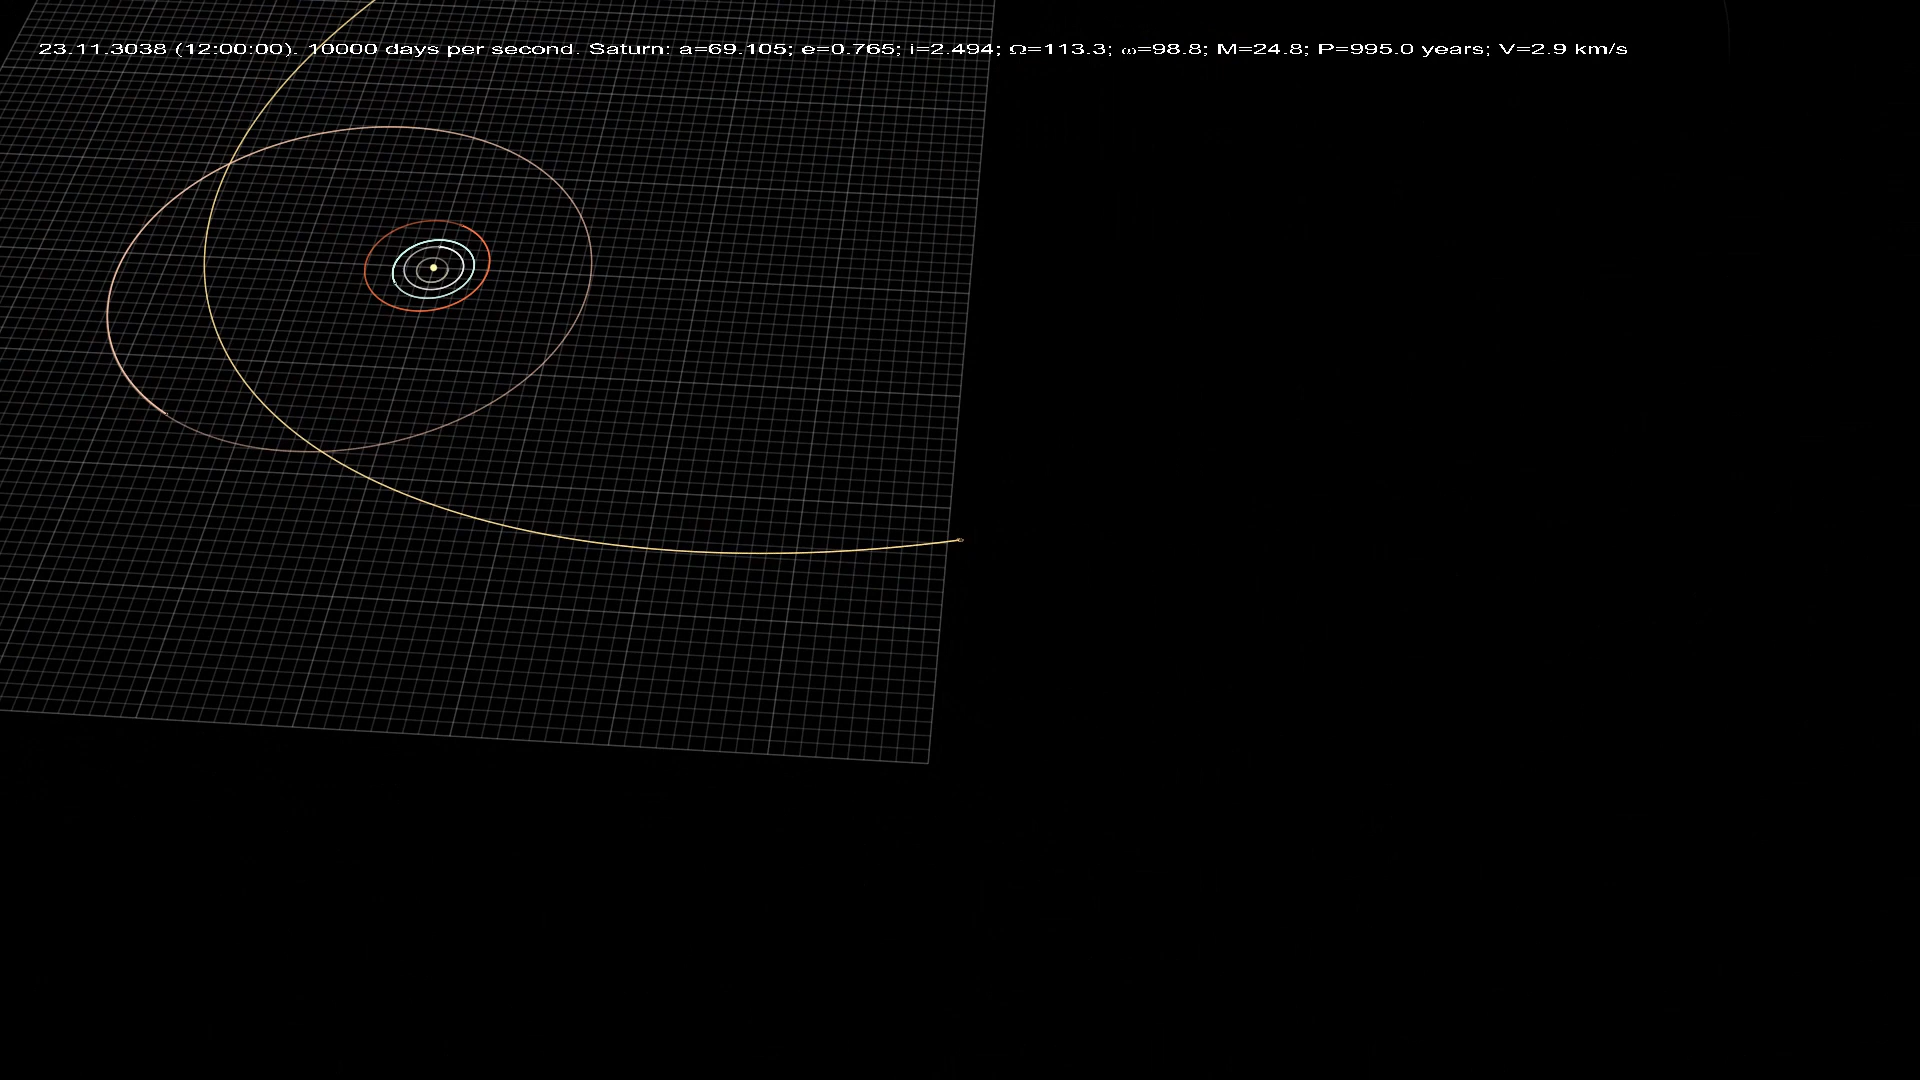 23.11.3038 (12:00:00). 10000 days per second. Saturn: a=69.105; e=0.765; i=2.494; Ω=113.3; ω=98.8; M=24.8; P=995.0 years; V=2.9 km/s